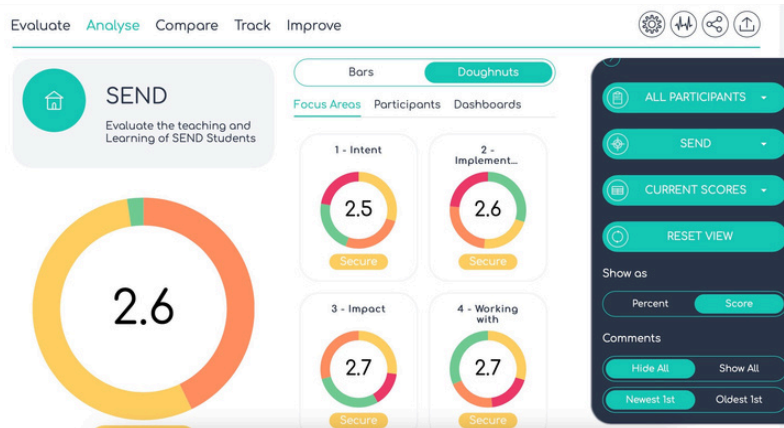 Evaluate Analyse Compare Track Improve
SEND
Evaluate the teaching and
Learning of SEND Students
2.6
Bars Doughnuts
Focus Areas Participants Dashboards
1 - Intent
2.5
Secure
2 -
Implement...
2.6
Secure
3 - Impact
2.7
Secure
4 - Working
with
2.7
Secure
ALL PARTICIPANTS
SEND
CURRENT SCORES
RESET VIEW
Show as
Percent Score
Comments
Hide All Show All
Newest 1st Oldest 1st